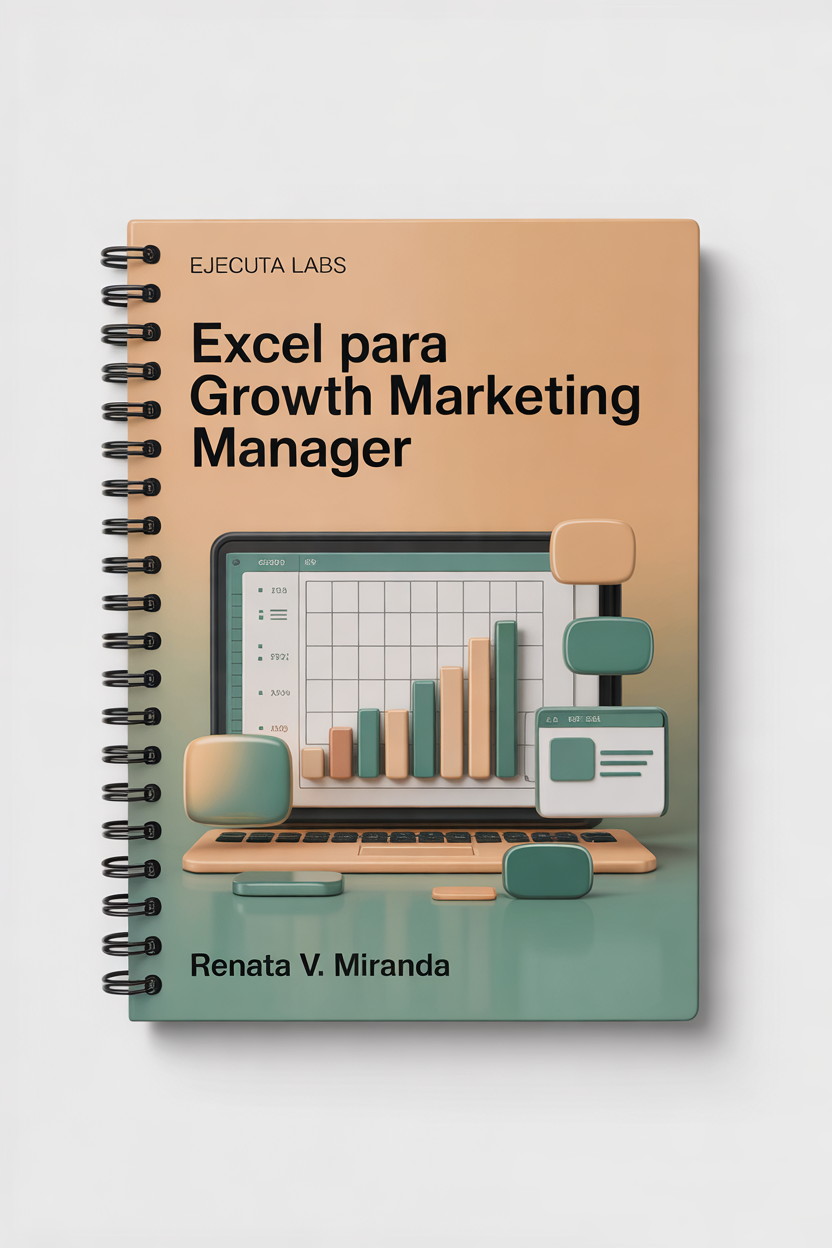 EJECUTA LABS
Excel para
Growth Marketing
Manager
Renata V. Miranda